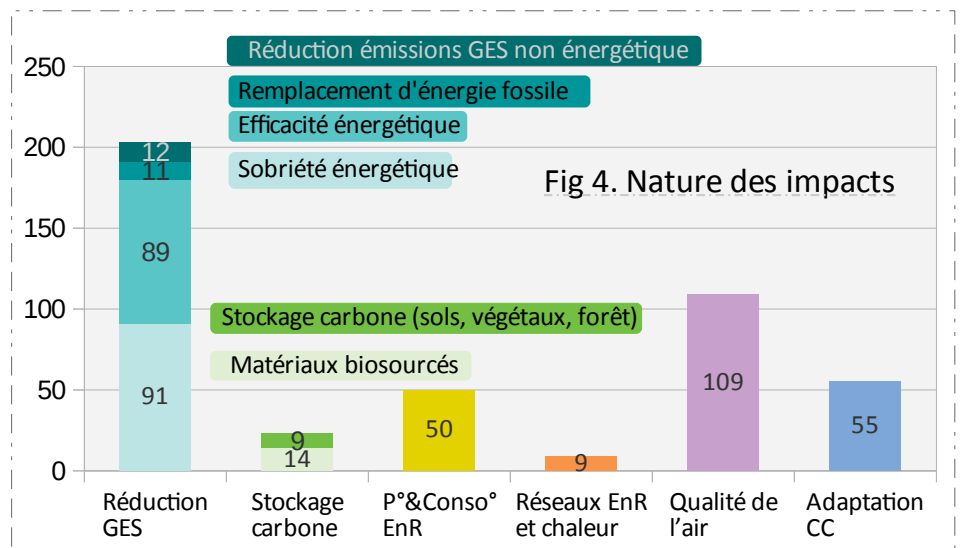 Réduction émissions GES non énergétique
250
Remplacement d'énergie fossile
Efficacité énergétique
200
12
Sobriété énergétique
11
Fig 4. Nature des impacts
150
89
100
Stockage carbone (sols, végétaux, forêt)
Matériaux biosourcés
109
50
91
50
55
9
14
9
0
Réduction GES
Stockage carbone
P°&Conso° EnR
Réseaux EnR et chaleur
Qualité de l'air
Adaptation CC